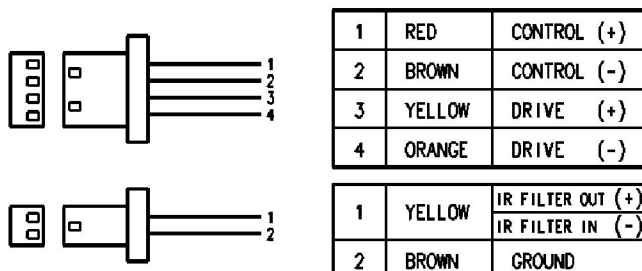 1
2
3
4
1 RED CONTROL (+)
2 BROWN CONTROL (-)
3 YELLOW DRIVE (+)
4 ORANGE DRIVE (-)
1
2
1 YELLOW IR FILTER OUT (+)
IR FILTER IN (-)
2 BROWN GROUND